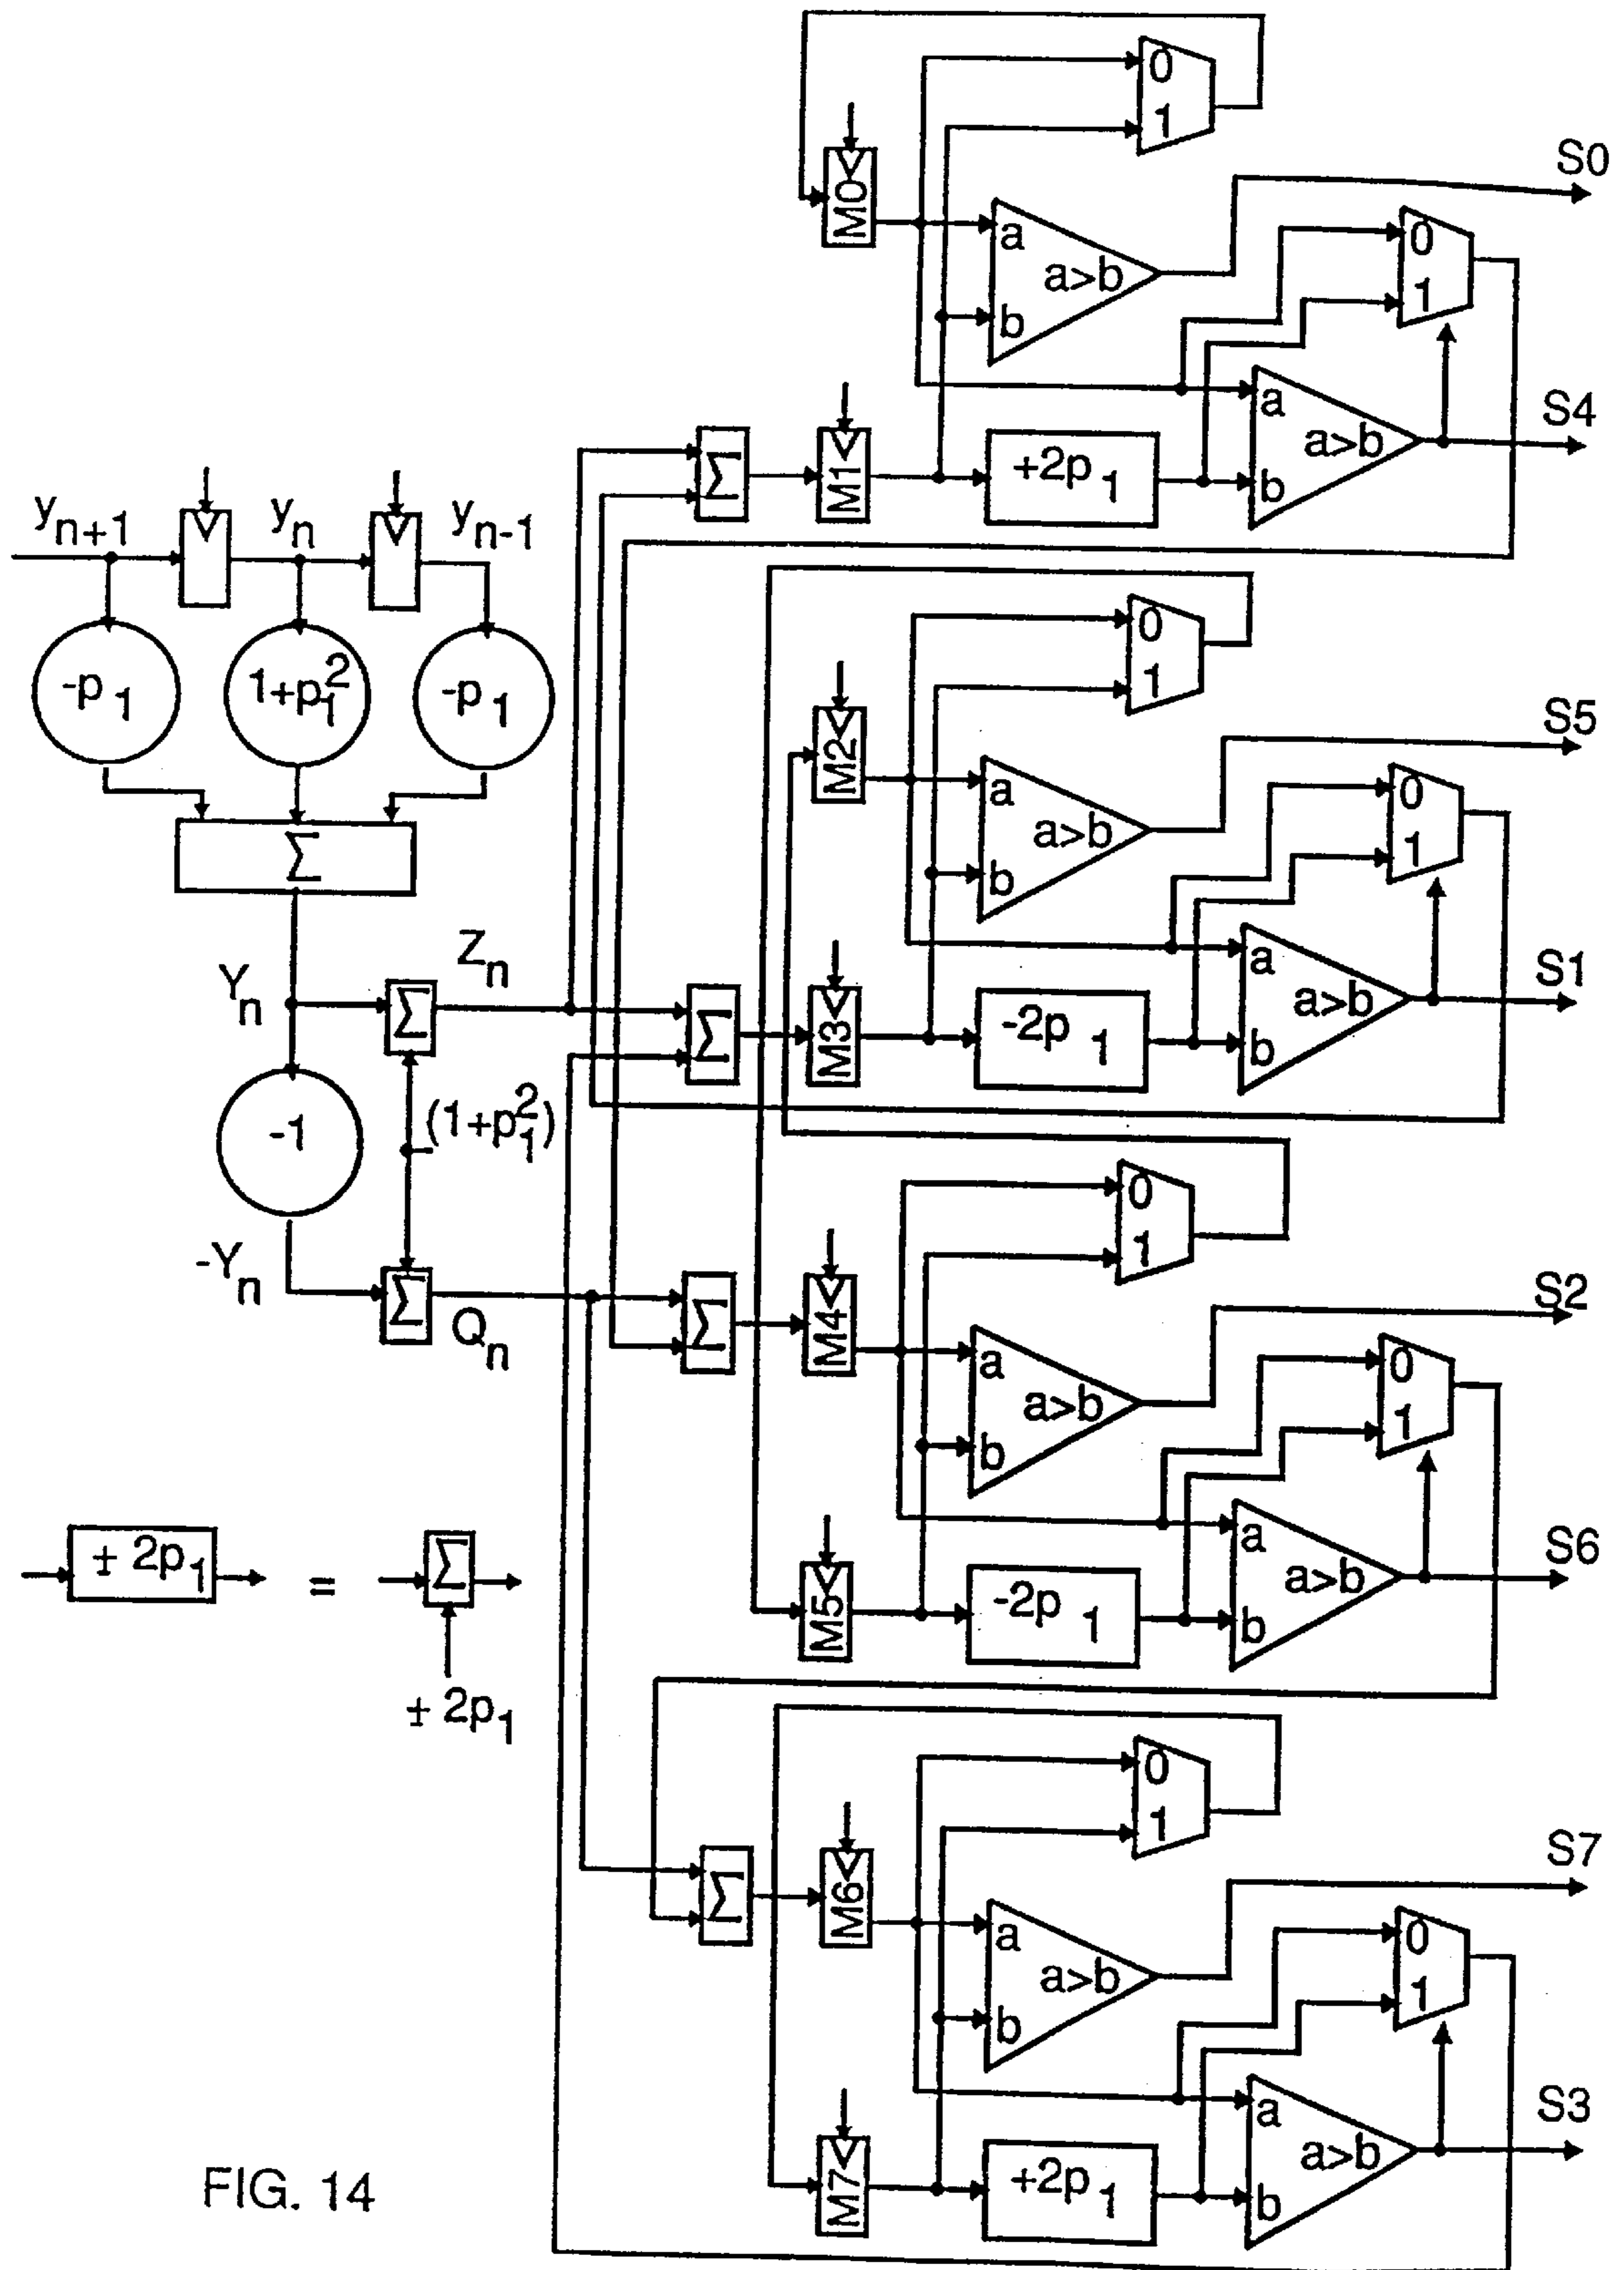 0
1
S0
M0
a
a>b
b
0
1
S4
a
a>b
b
Σ
M1
+2p₁
yₙ₊₁
yₙ
yₙ₋₁
-p₁
1+p₁²
-p₁
Σ
0
1
S5
M2
a
a>b
b
0
1
S1
a
a>b
b
Yₙ
Σ
Zₙ
Σ
M3
-2p₁
-1
(1+p₁²)
-Yₙ
Σ
Qₙ
0
1
S2
Σ
M4
a
a>b
b
0
1
S6
a
a>b
b
M5
-2p₁
± 2p₁
=
Σ
± 2p₁
0
1
S7
Σ
M6
a
a>b
b
0
1
S3
a
a>b
b
M7
+2p₁
FIG. 14